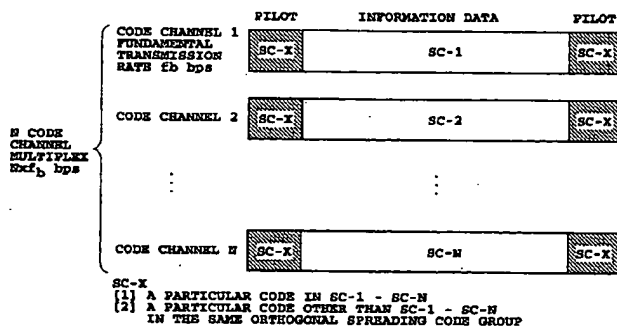 PILOT INFORMATION DATA PILOT
CODE CHANNEL 1
FUNDAMENTAL
TRANSMISSION
RATE fb bps
SC-X SC-1 SC-X
CODE CHANNEL 2 SC-X SC-2 SC-X
N CODE
CHANNEL
MULTIPLEX
Nxfb bps
CODE CHANNEL N SC-X SC-N SC-X
SC-X
[1] A PARTICULAR CODE IN SC-1 - SC-N
[2] A PARTICULAR CODE OTHER THAN SC-1 - SC-N
IN THE SAME ORTHOGONAL SPREADING CODE GROUP